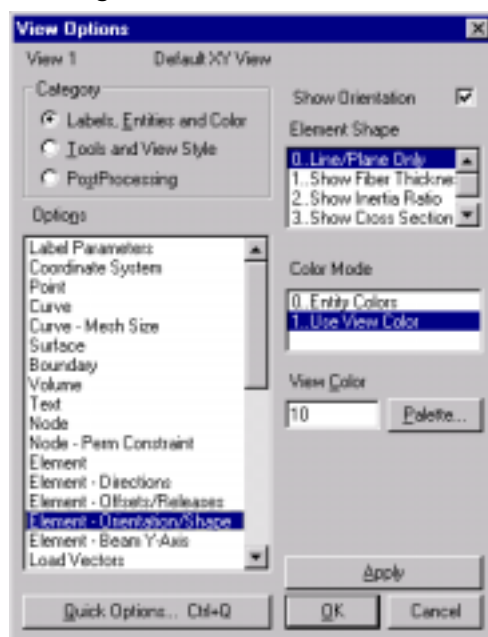 View Options
View 1 Default XY View
Category
Labels, Entities and Color
Tools and View Style
PostProcessing
Options
Label Parameters
Coordinate System
Point
Curve
Curve - Mesh Size
Surface
Boundary
Volume
Text
Node
Node - Perm Constraint
Element
Element - Directions
Element - Offsets/Releases
Element - Orientation/Shape
Element - Beam Y-Axis
Load Vectors
Quick Options... Ctrl+Q
Show Orientation
Element Shape
0..Line/Plane Only
1..Show Fiber Thickne
2..Show Inertia Ratio
3..Show Cross Section
Color Mode
0..Entity Colors
1..Use View Color
View Color
10 Palette...
Apply
OK Cancel